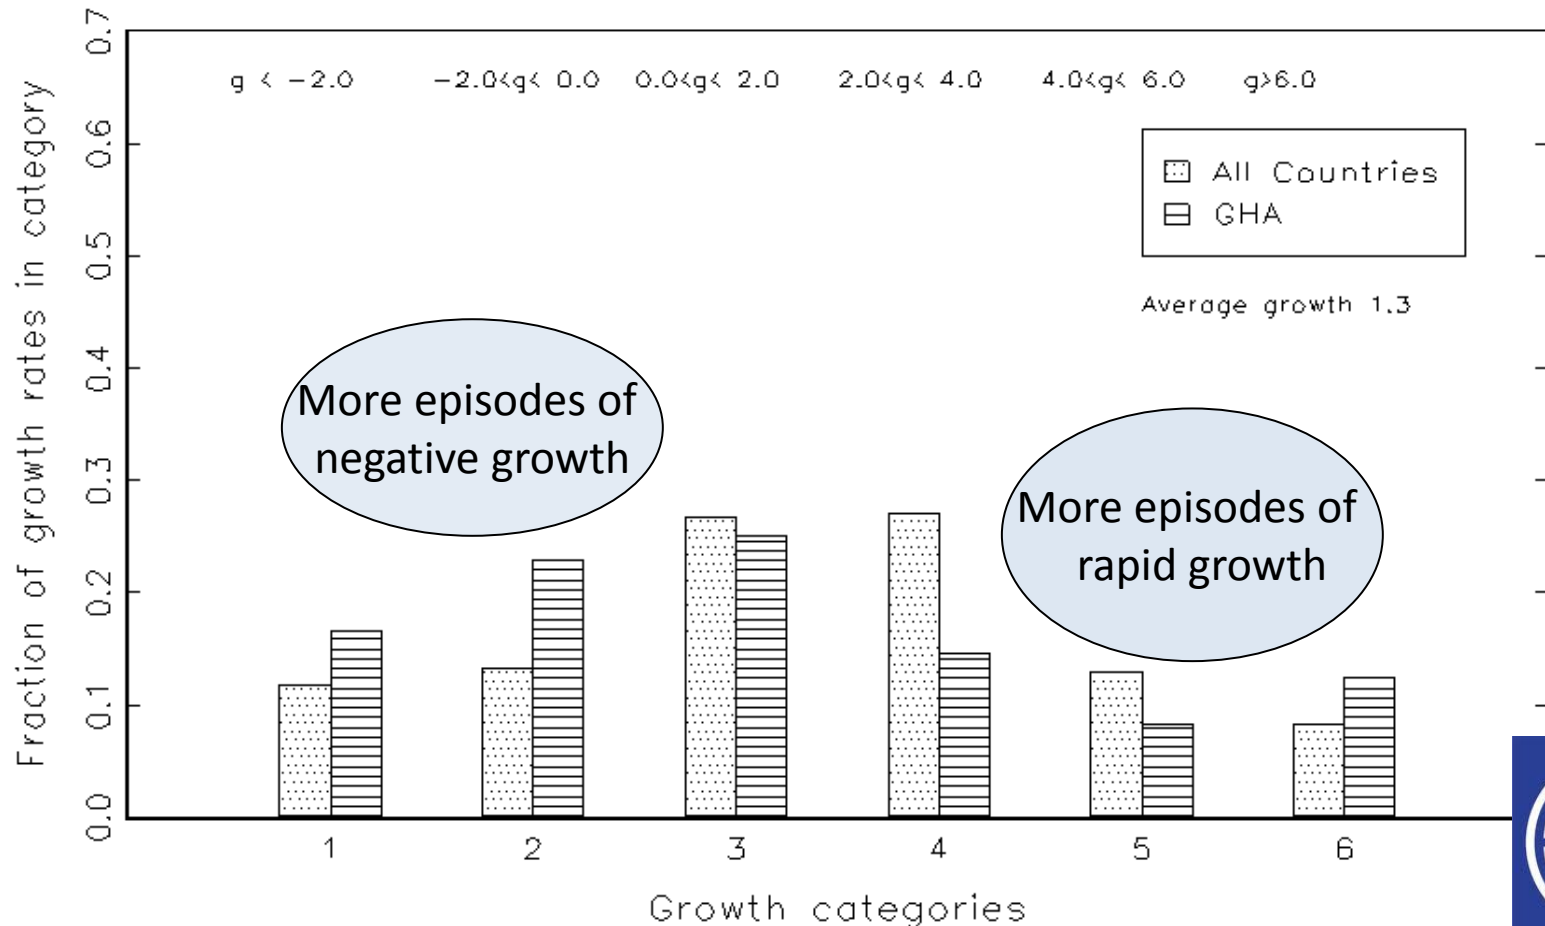 g < -2.0 -2.0<g< 0.0 0.0<g< 2.0 2.0<g< 4.0 4.0<g< 6.0 g>6.0
All Countries
GHA
Average growth 1.3
More episodes of
negative growth
More episodes of
rapid growth
Fraction of growth rates in category
0.7
0.6
0.5
0.4
0.3
0.2
0.1
0.0
1 2 3 4 5 6
Growth categories